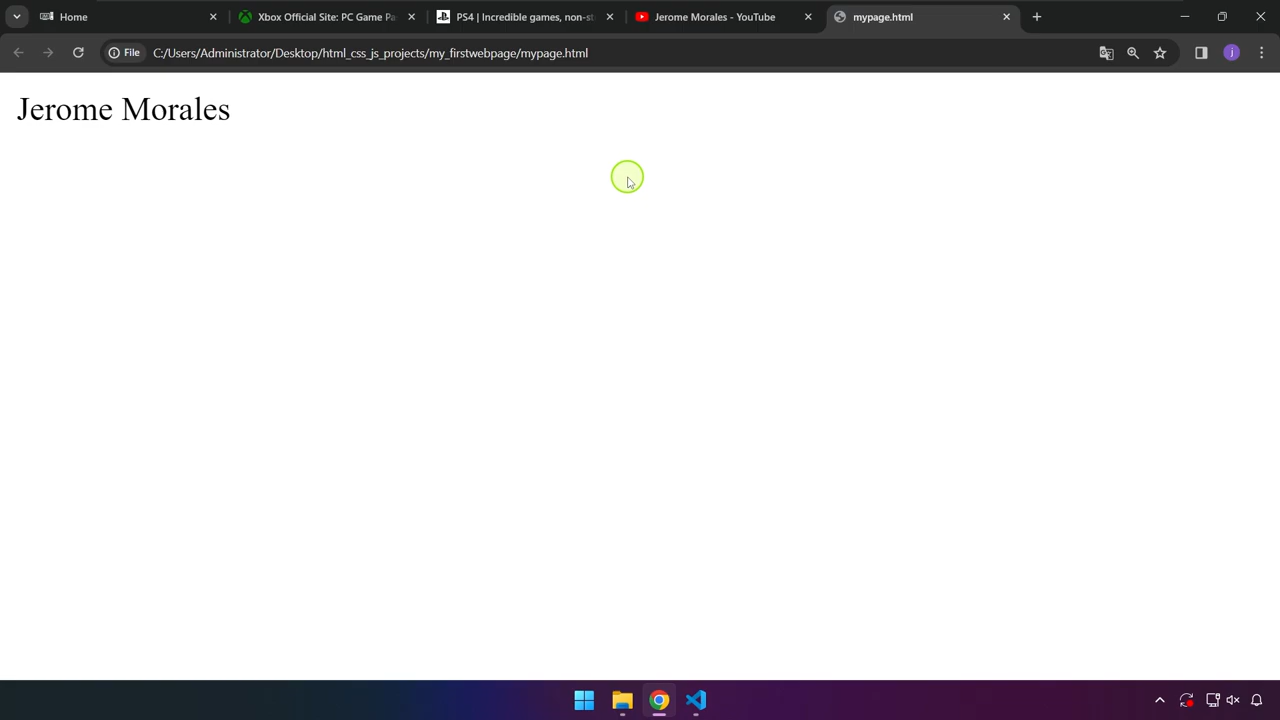 Home
Xbox Official Site: PC Game Pa
PS4 | Incredible games, non-st
Jerome Morales - YouTube
mypage.html
File
C:/Users/Administrator/Desktop/html_css_js_projects/my_firstwebpage/mypage.html
j
Jerome Morales